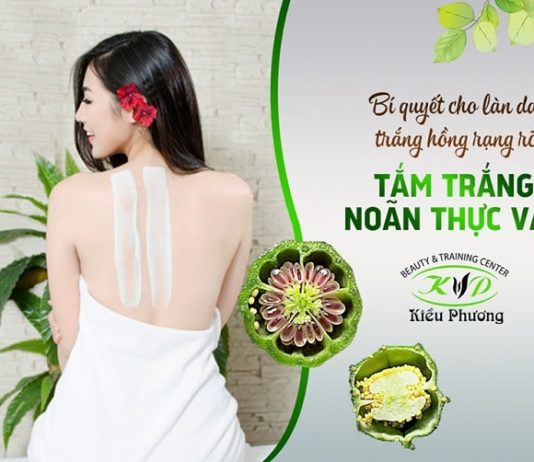 Bí quyết cho làn da
trắng hồng rạng rỡ
TẮM TRẮNG
NOÃN THỰC VẬ
BEAUTY & TRAINING CENTER
KP
Kiều Phương